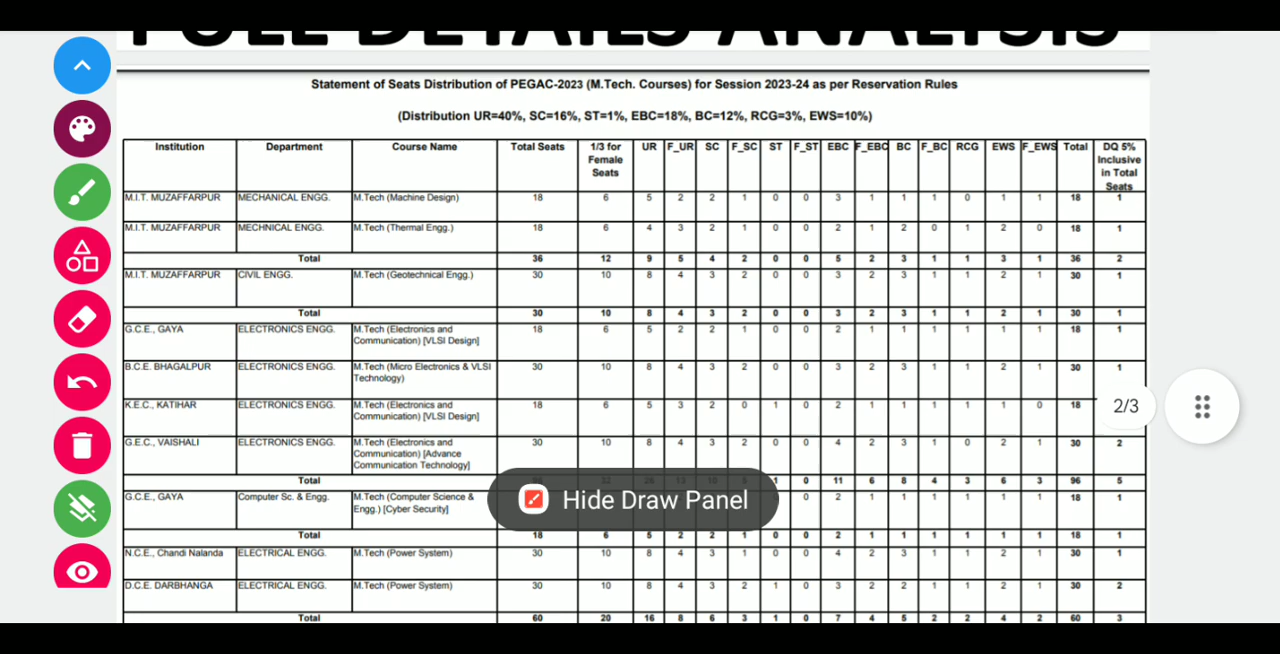 FULL DETAILS ANALYSIS
Statement of Seats Distribution of PEGAC-2023 (M.Tech. Courses) for Session 2023-24 as per Reservation Rules
(Distribution UR=40%, SC=16%, ST=1%, EBC=18%, BC=12%, RCG=3%, EWS=10%)
Institution Department Course Name Total Seats 1/3 for Female Seats UR F_UR SC F_SC ST F_ST EBC F_EBC BC F_BC RCG EWS F_EWS Total DQ 5% Inclusive in Total Seats
M.I.T. MUZAFFARPUR MECHANICAL ENGG. M.Tech (Machine Design) 18 6 5 2 2 1 0 0 3 1 1 1 0 1 1 18 1
M.I.T. MUZAFFARPUR MECHNICAL ENGG. M.Tech (Thermal Engg.) 18 6 4 3 2 1 0 0 2 1 2 0 1 2 0 18 1
Total 36 12 9 5 4 2 0 0 5 2 3 1 1 3 1 36 2
M.I.T. MUZAFFARPUR CIVIL ENGG. M.Tech (Geotechnical Engg.) 30 10 8 4 3 2 0 0 3 2 3 1 1 2 1 30 1
Total 30 10 8 4 3 2 0 0 3 2 3 1 1 2 1 30 1
G.C.E., GAYA ELECTRONICS ENGG. M.Tech (Electronics and Communication) [VLSI Design] 18 6 5 2 2 1 0 0 2 1 1 1 1 1 1 18 1
B.C.E. BHAGALPUR ELECTRONICS ENGG. M.Tech (Micro Electronics & VLSI Technology) 30 10 8 4 3 2 0 0 3 2 3 1 1 2 1 30 1
K.E.C., KATIHAR ELECTRONICS ENGG. M.Tech (Electronics and Communication) [VLSI Design] 18 6 5 3 2 0 1 0 2 1 1 1 1 1 0 18
2/3
G.E.C., VAISHALI ELECTRONICS ENGG. M.Tech (Electronics and Communication) [Advance Communication Technology] 30 10 8 4 3 2 0 0 4 2 3 1 0 2 1 30 2
Total 1 0 11 6 8 4 3 6 3 96 5
Hide Draw Panel
G.C.E., GAYA Computer Sc. & Engg. M.Tech (Computer Science & Engg.) [Cyber Security] 0 2 1 1 1 1 1 1 18 1
Total 18 6 5 2 2 1 0 0 2 1 1 1 1 1 1 18 1
N.C.E., Chandi Nalanda ELECTRICAL ENGG. M.Tech (Power System) 30 10 8 4 3 1 0 0 4 2 3 1 1 2 1 30 1
D.C.E. DARBHANGA ELECTRICAL ENGG. M.Tech (Power System) 30 10 8 4 3 2 1 0 3 2 2 1 1 2 1 30 2
Total 60 20 16 8 6 3 1 0 7 4 5 2 2 4 2 60 3